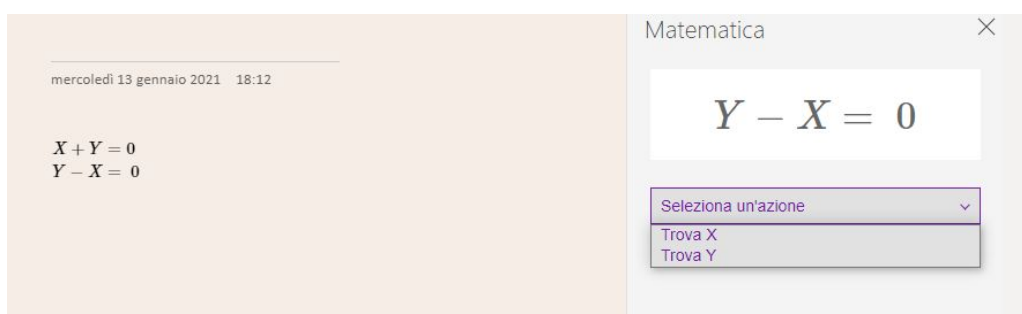 mercoledì 13 gennaio 2021 18:12
X + Y = 0
Y − X = 0
Matematica
Y − X = 0
Seleziona un'azione
Trova X
Trova Y